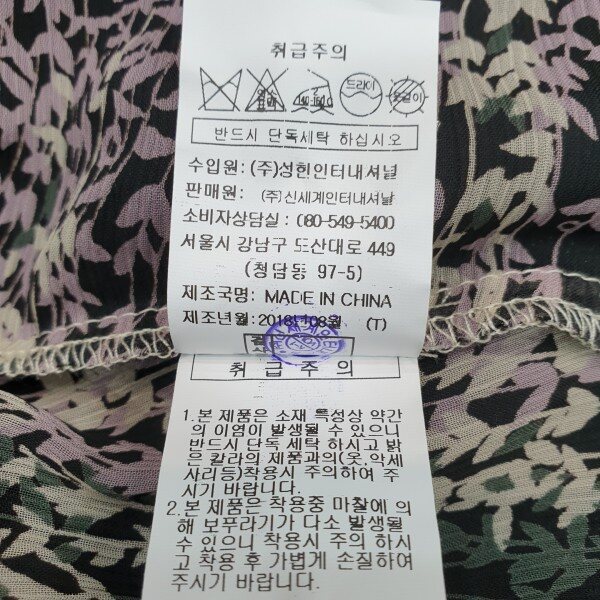 취급주의
염소
표백
140-160℃
드라이
반드시 단독세탁 하십시오
수입원: (주)성힌인터내셔널
판매원: (주)신세계인터내셔날
소비자상담실: 080-549-5400
서울시 강남구 도산대로 449
(청담동 97-5)
제조국명: MADE IN CHINA
제조년월: 2018년 08월 (T)
취급주의
1.본 제품은 소재 특성상 약간
의 이염이 발생될 수 있으니
반드시 단독 세탁 하시고 밝
은 칼라의 제품과의(옷,악세
사리등)착용시 주의하여 주
시기 바랍니다.
2.본 제품은 착용중 마찰에 의
해 보푸라기가 다소 발생될
수 있으니 착용시 주의 하시
고 착용 후 가볍게 손질하여
주시기 바랍니다.